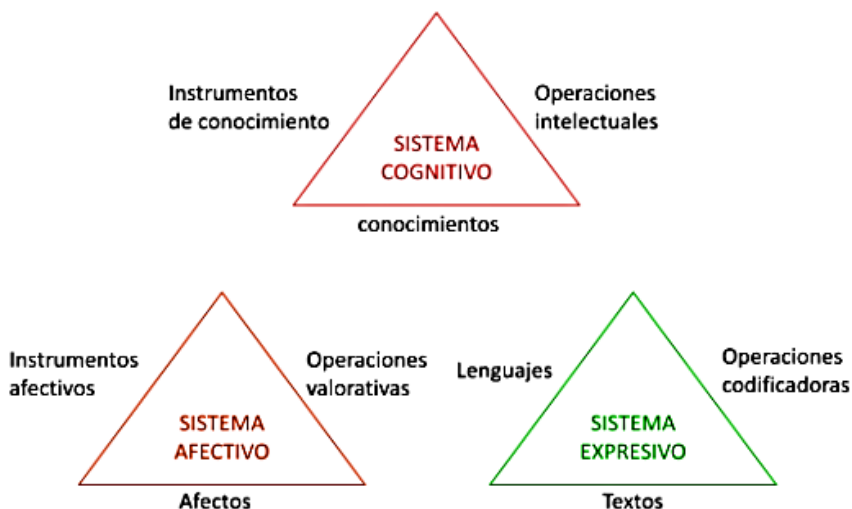 Instrumentos
de conocimiento
Operaciones
intelectuales
SISTEMA
COGNITIVO
conocimientos
Instrumentos
afectivos
Operaciones
valorativas
SISTEMA
AFECTIVO
Afectos
Lenguajes
Operaciones
codificadoras
SISTEMA
EXPRESIVO
Textos